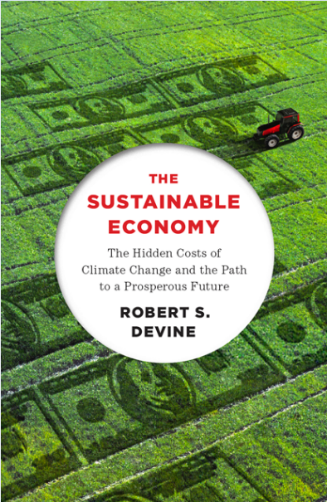 THE
SUSTAINABLE
ECONOMY
The Hidden Costs of
Climate Change and the Path
to a Prosperous Future
ROBERT S.
DEVINE